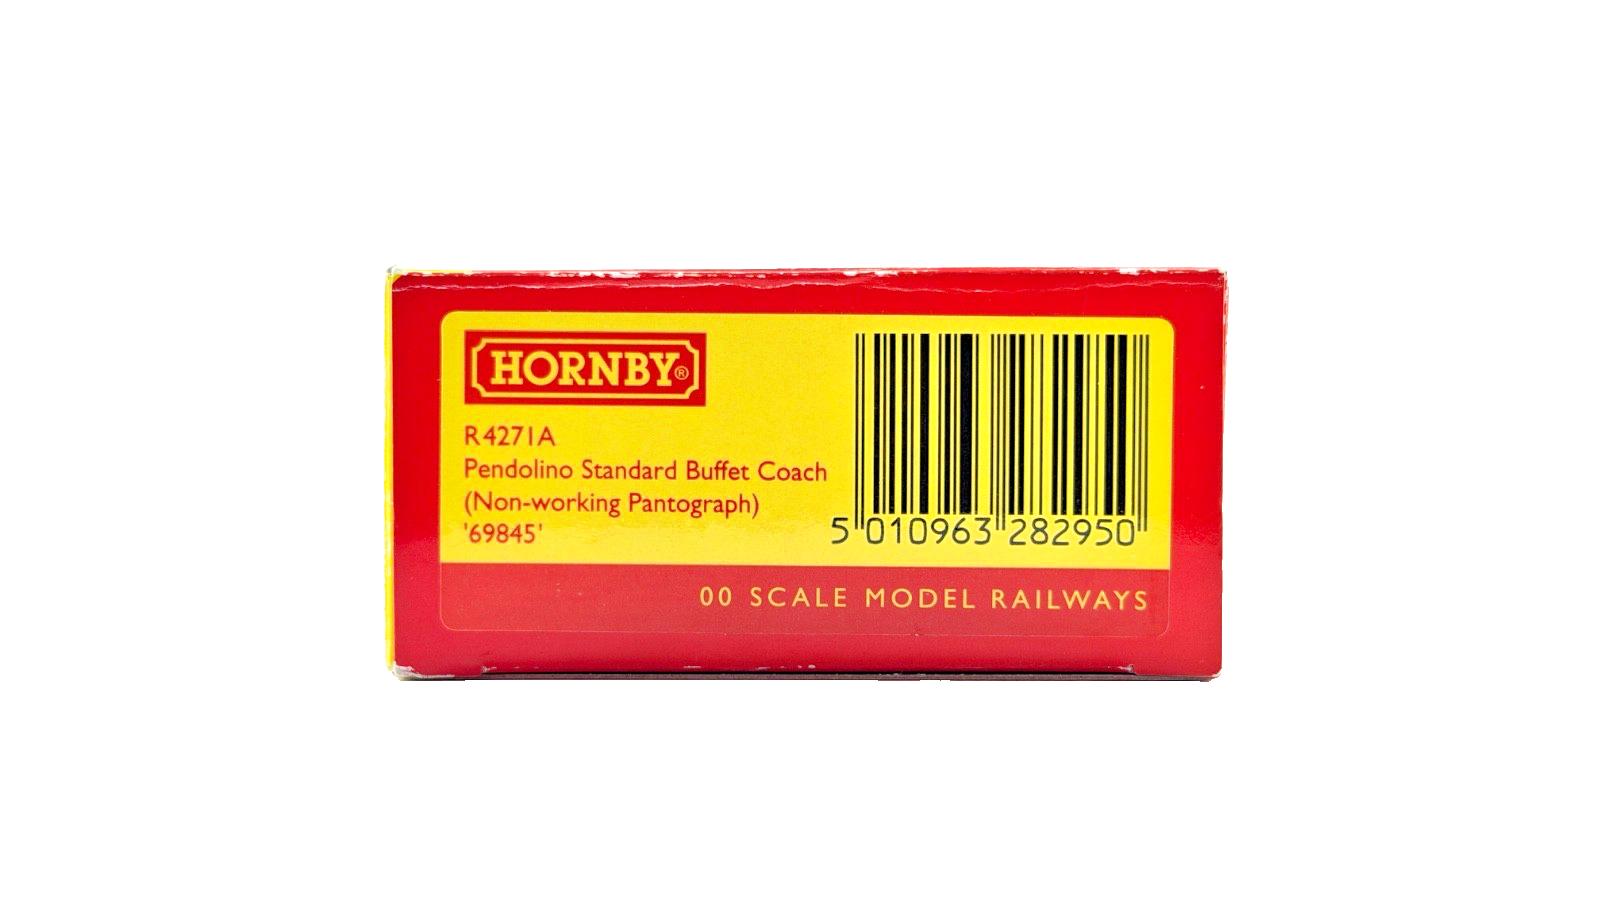 HORNBY®
R4271A
Pendolino Standard Buffet Coach
(Non-working Pantograph)
'69845'
5 010963 282950
00 SCALE MODEL RAILWAYS